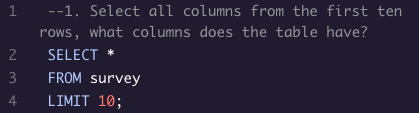 1 --1. Select all columns from the first ten
rows, what columns does the table have?
2 SELECT *
3 FROM survey
4 LIMIT 10;